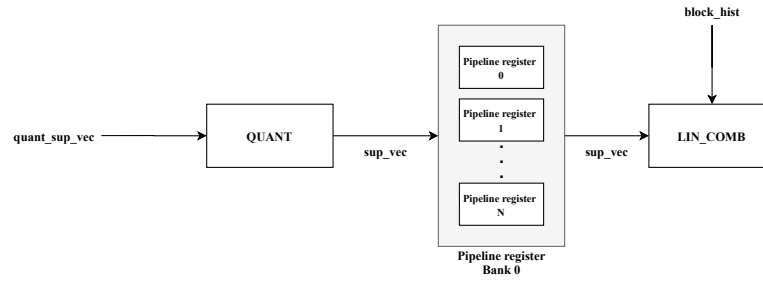 block_hist
Pipeline register
0
Pipeline register
1
quant_sup_vec
QUANT
sup_vec
sup_vec
LIN_COMB
Pipeline register
N
Pipeline register
Bank 0